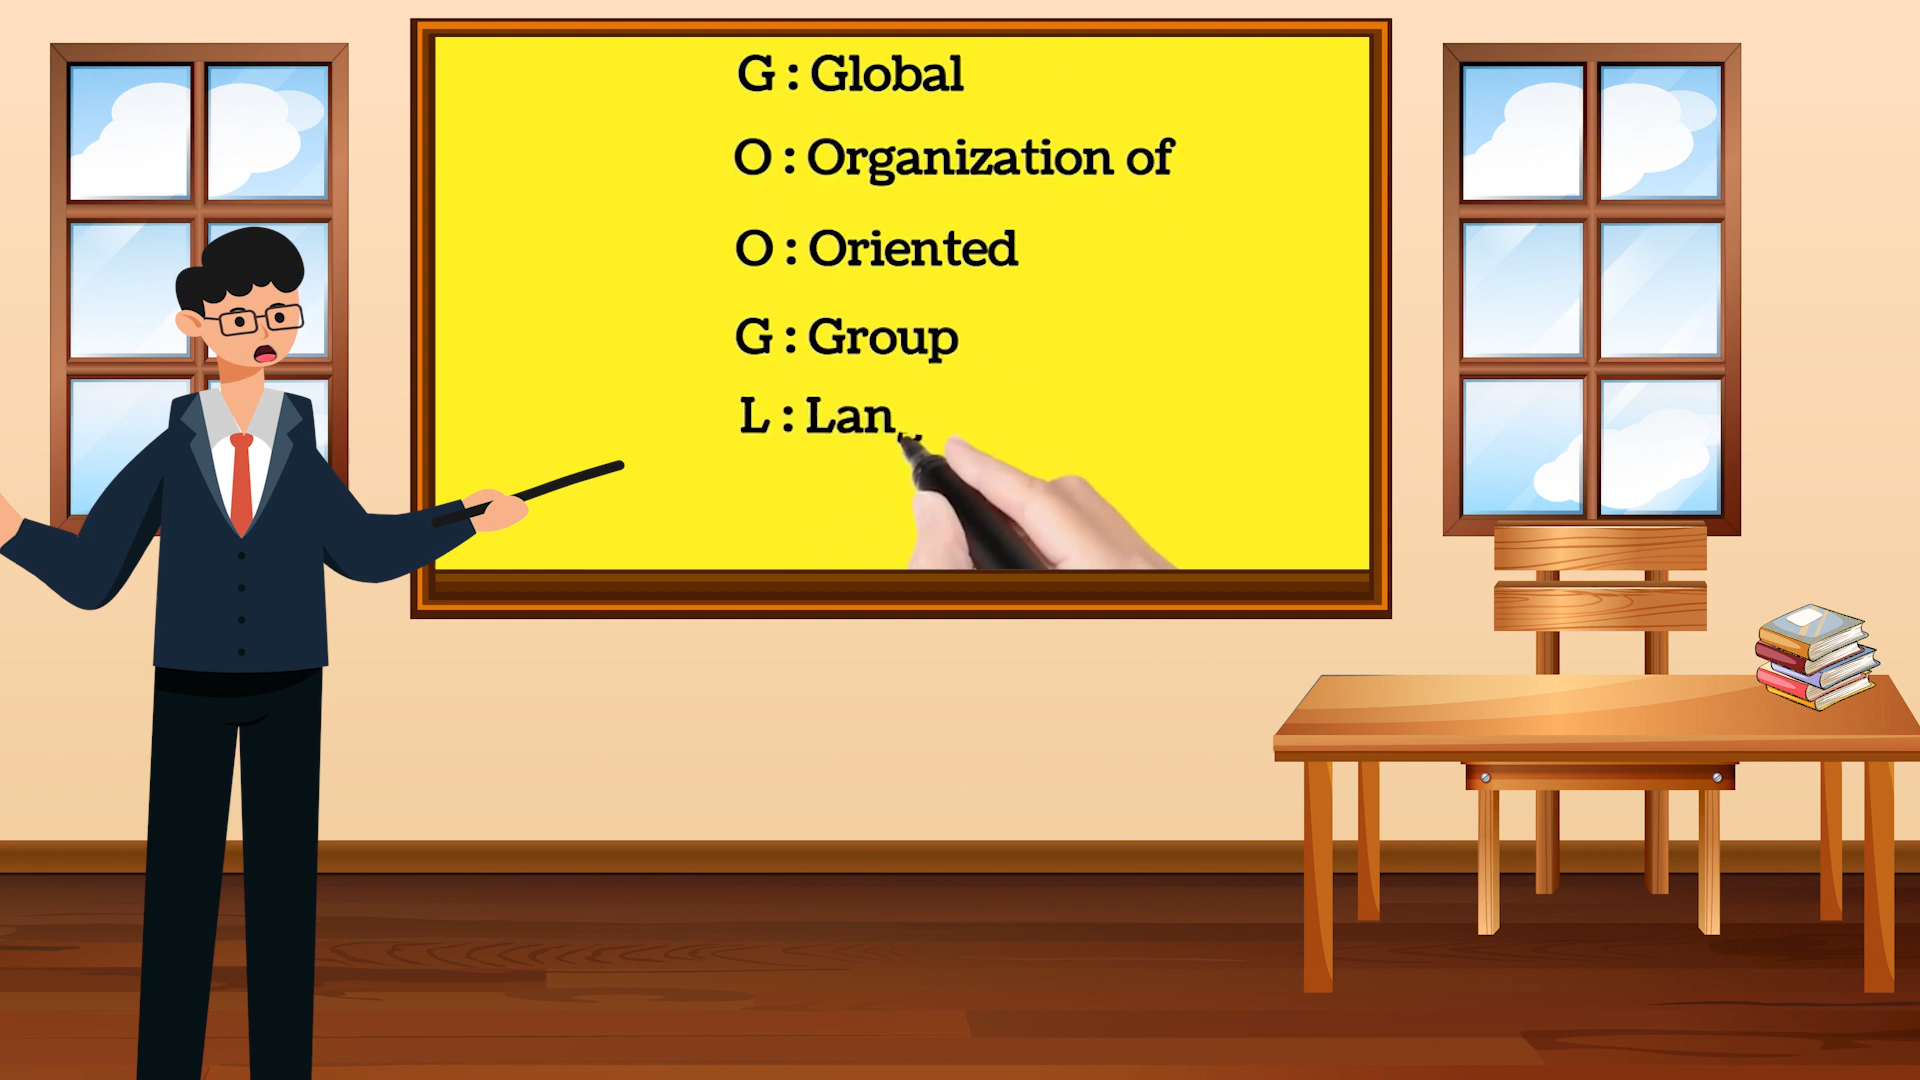 G : Global
O : Organization of
O : Oriented
G : Group
L : Lan